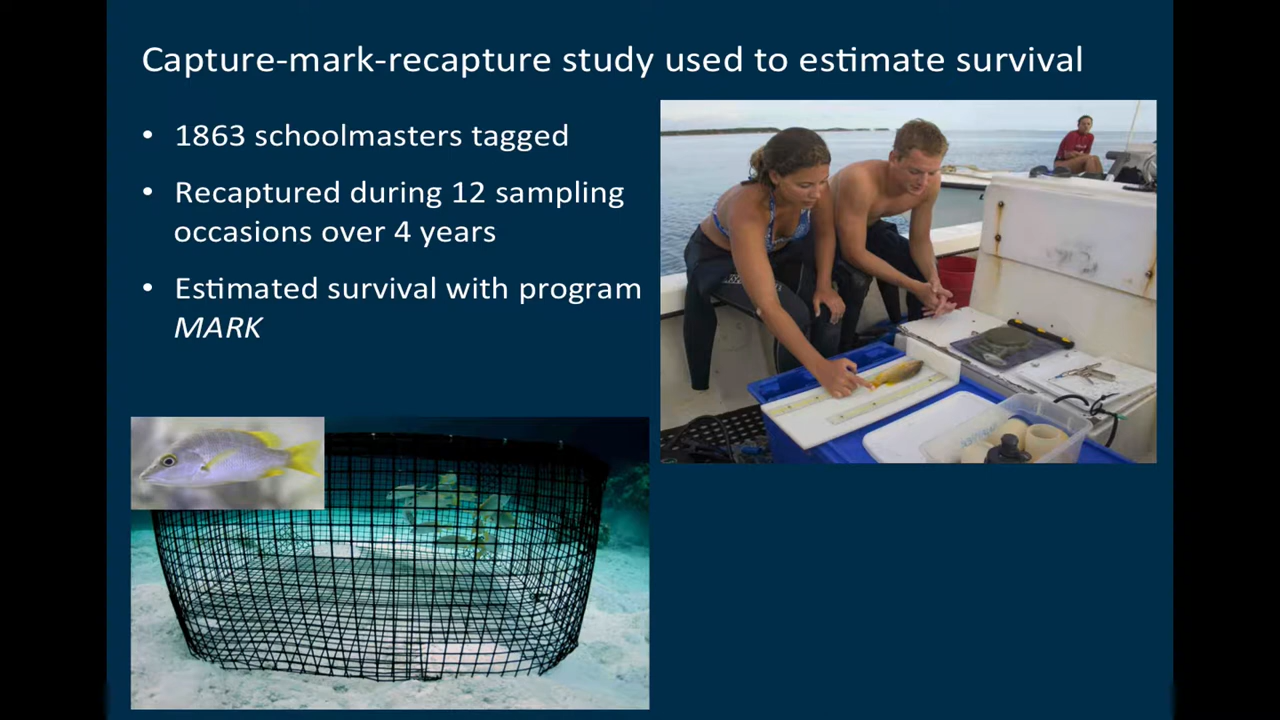 Capture-mark-recapture study used to estimate survival
• 1863 schoolmasters tagged
• Recaptured during 12 sampling
occasions over 4 years
• Estimated survival with program
MARK